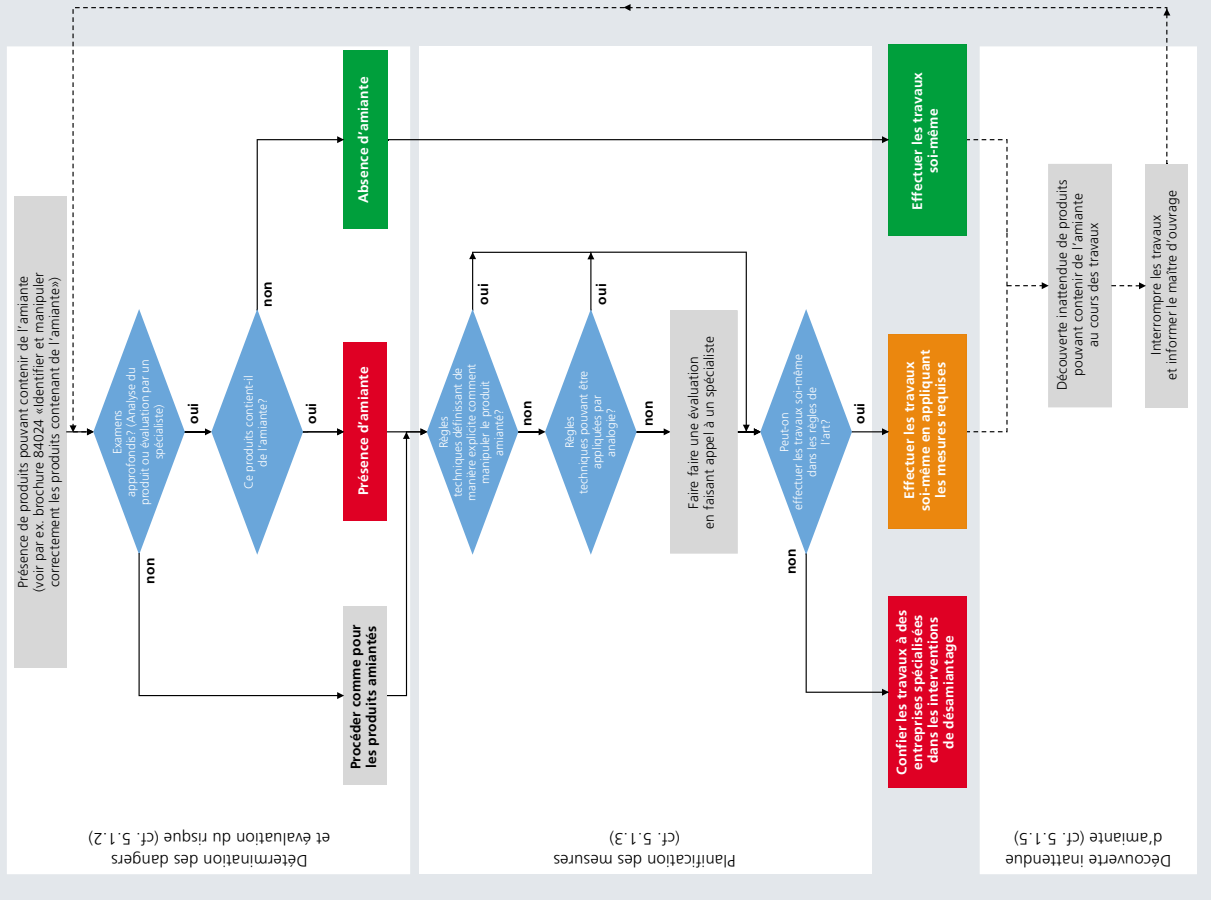 Détermination des dangers
et évaluation du risque (cf. 5.1.2)
Présence de produits pouvant contenir de l’amiante
(voir par ex. brochure 84024 «Identifier et manipuler
correctement les produits contenant de l’amiante»)
Examens
approfondis? (Analyse du
produit ou évaluation par un
spécialiste)
non
oui
Ce produits contient-il
de l’amiante?
non
oui
Procéder comme pour
les produits amiantés
Présence d’amiante
Absence d’amiante
Planification des mesures
(cf. 5.1.3)
Règles
techniques définissant de
manière explicite comment
manipuler le produit
amianté?
oui
non
Règles
techniques pouvant être
appliquées par
analogie?
oui
non
Faire faire une évaluation
en faisant appel à un spécialiste
Peut-on
effectuer les travaux soi-même
dans les règles de
l’art?
non
oui
Confier les travaux à des
entreprises spécialisées
dans les interventions
de désamiantage
Effectuer les travaux
soi-même en appliquant
les mesures requises
Effectuer les travaux
soi-même
Découverte inattendue
d’amiante (cf. 5.1.5)
Découverte inattendue de produits
pouvant contenir de l’amiante
au cours des travaux
Interrompre les travaux
et informer le maître d’ouvrage